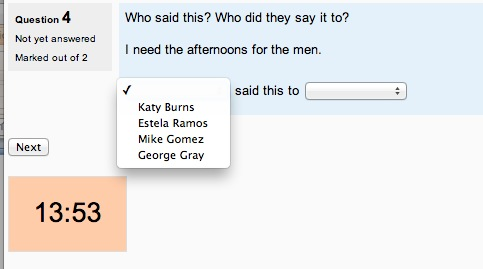 Question 4
Not yet answered
Marked out of 2
Who said this? Who did they say it to?
I need the afternoons for the men.
✓
said this to
Katy Burns
Estela Ramos
Mike Gomez
George Gray
Next
13:53